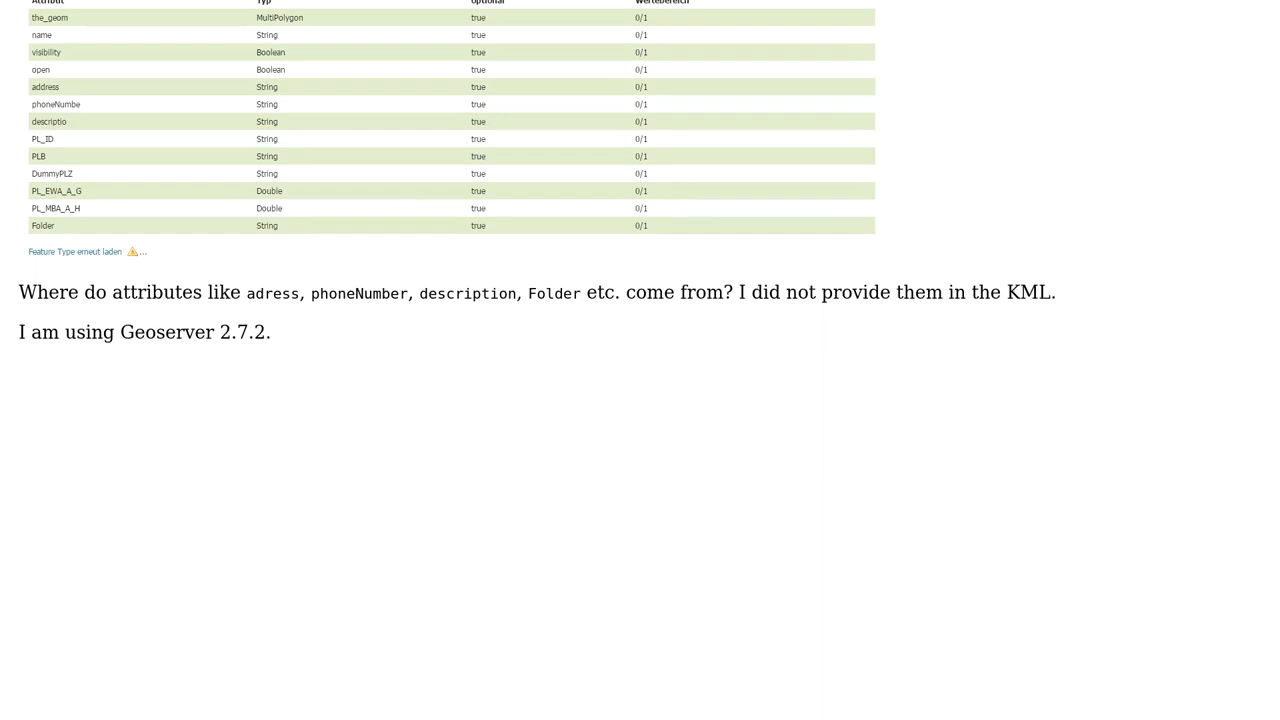 Attribut Typ optional Wertebereich
the_geom MultiPolygon true 0/1
name String true 0/1
visibility Boolean true 0/1
open Boolean true 0/1
address String true 0/1
phoneNumbe String true 0/1
descriptio String true 0/1
PL_ID String true 0/1
PLB String true 0/1
DummyPLZ String true 0/1
PL_EWA_A_G Double true 0/1
PL_MBA_A_H Double true 0/1
Folder String true 0/1
Feature Type erneut laden ...
Where do attributes like adress, phoneNumber, description, Folder etc. come from? I did not provide them in the KML.
I am using Geoserver 2.7.2.